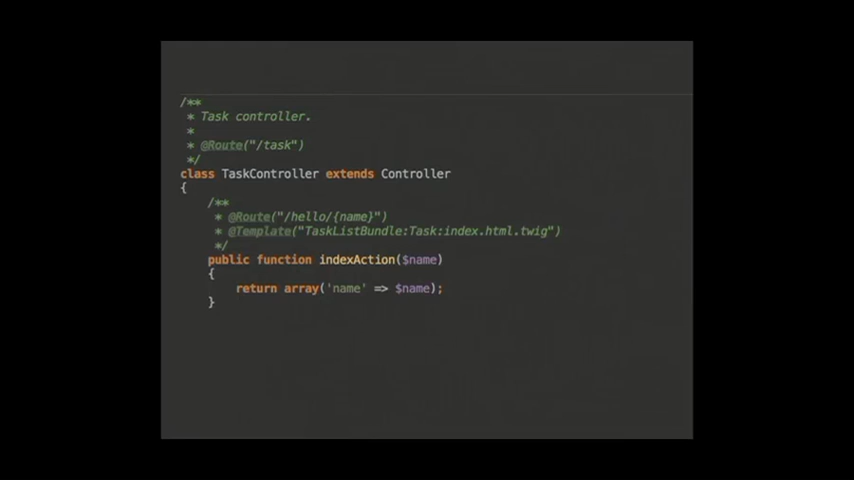 /**
 * Task controller.
 *
 * @Route("/task")
 */
class TaskController extends Controller
{
    /**
     * @Route("/hello/{name}")
     * @Template("TaskListBundle:Task:index.html.twig")
     */
    public function indexAction($name)
    {
        return array('name' => $name);
    }